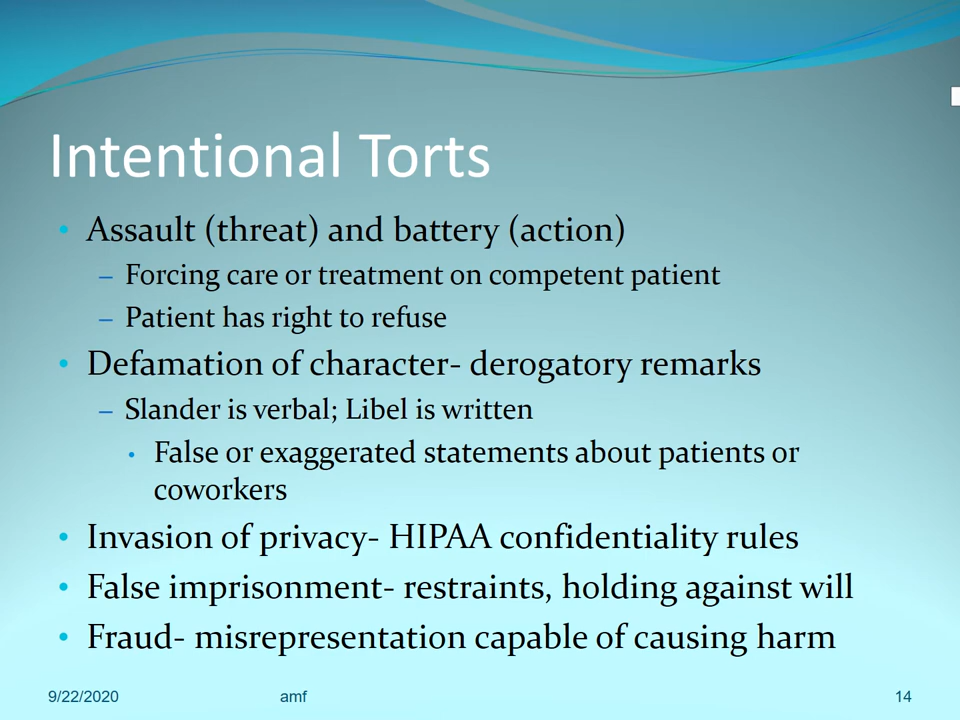 Intentional Torts
• Assault (threat) and battery (action)
– Forcing care or treatment on competent patient
– Patient has right to refuse
• Defamation of character- derogatory remarks
– Slander is verbal; Libel is written
• False or exaggerated statements about patients or
coworkers
• Invasion of privacy- HIPAA confidentiality rules
• False imprisonment- restraints, holding against will
• Fraud- misrepresentation capable of causing harm
9/22/2020 amf 14